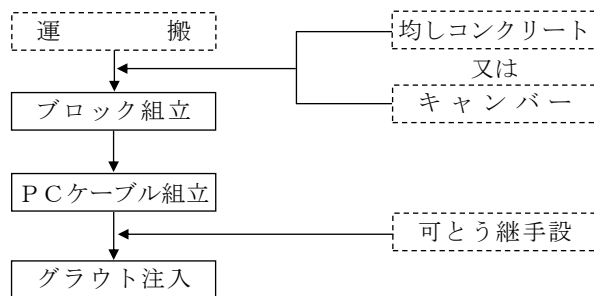 運　　　搬
均しコンクリート
又は
キャンバー
ブロック組立
ＰＣケーブル組立
可とう継手設
グラウト注入